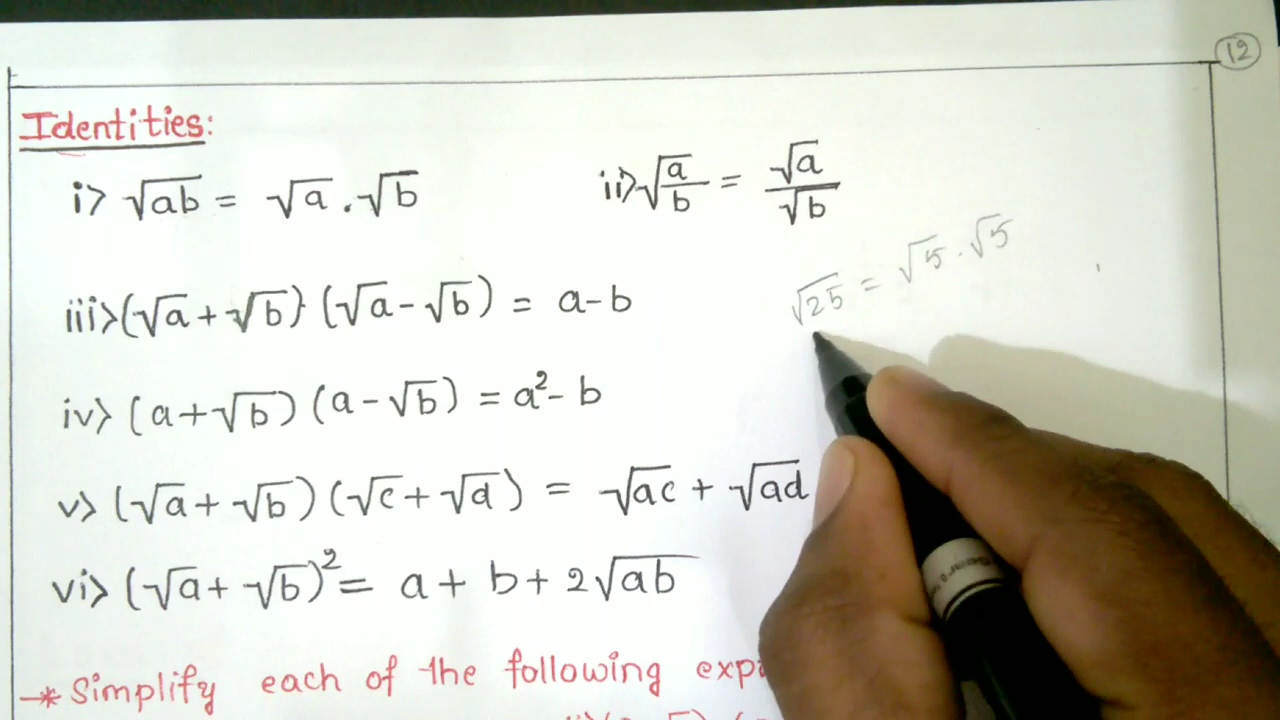 12
Identities:
i> √ab = √a . √b
ii> √(a/b) = √a/√b
√25 = √5 . √5
iii> (√a + √b) (√a - √b) = a - b
iv> (a + √b) (a - √b) = a² - b
v> (√a + √b) (√c + √d) = √ac + √ad
vi> (√a + √b)² = a + b + 2√ab
→* Simplify each of the following